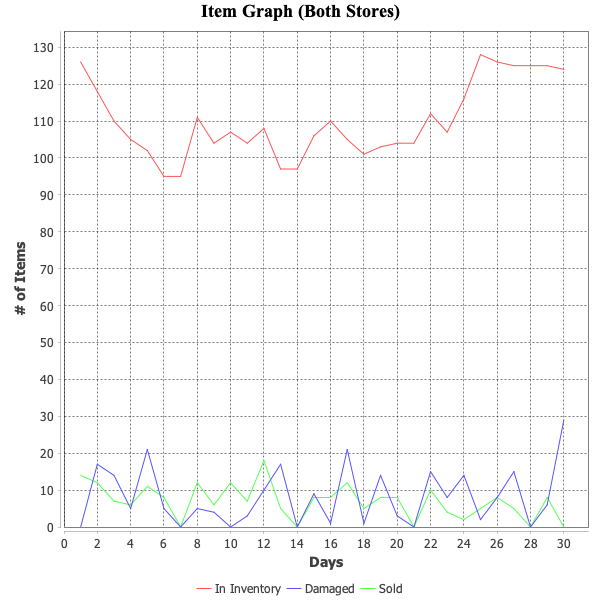 Item Graph (Both Stores)
130
120
110
100
90
80
70
60
50
40
30
20
10
0
# of Items
0 2 4 6 8 10 12 14 16 18 20 22 24 26 28 30
Days
In Inventory Damaged Sold